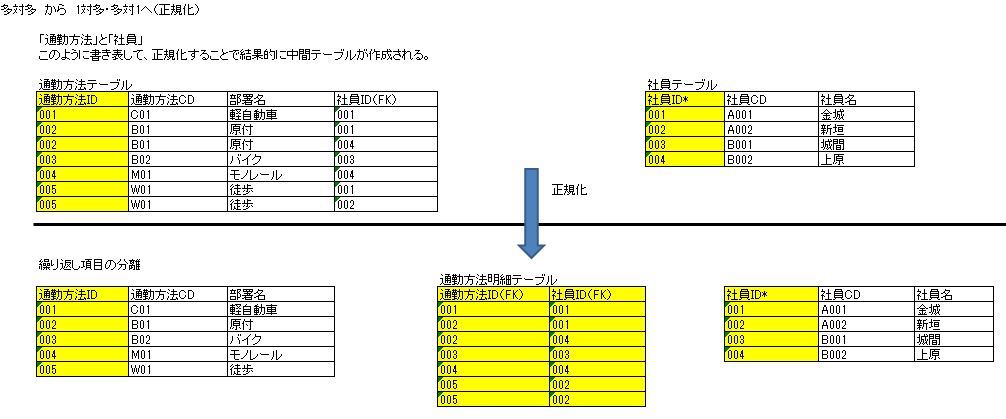 多対多 から 1対多・多対1へ(正規化)
「通勤方法」と「社員」
このように書き表して、正規化することで結果的に中間テーブルが作成される。
通勤方法テーブル
通勤方法ID 通勤方法CD 部署名 社員ID(FK)
001 C01 軽自動車 001
002 B01 原付 001
002 B01 原付 004
003 B02 バイク 003
004 M01 モノレール 004
005 W01 徒歩 001
005 W01 徒歩 002
社員テーブル
社員ID* 社員CD 社員名
001 A001 金城
002 A002 新垣
003 B001 城間
004 B002 上原
正規化
繰り返し項目の分離
通勤方法ID 通勤方法CD 部署名
001 C01 軽自動車
002 B01 原付
003 B02 バイク
004 M01 モノレール
005 W01 徒歩
通勤方法明細テーブル
通勤方法ID(FK) 社員ID(FK)
001 001
002 001
002 004
003 003
004 004
005 002
005 002
社員ID* 社員CD 社員名
001 A001 金城
002 A002 新垣
003 B001 城間
004 B002 上原